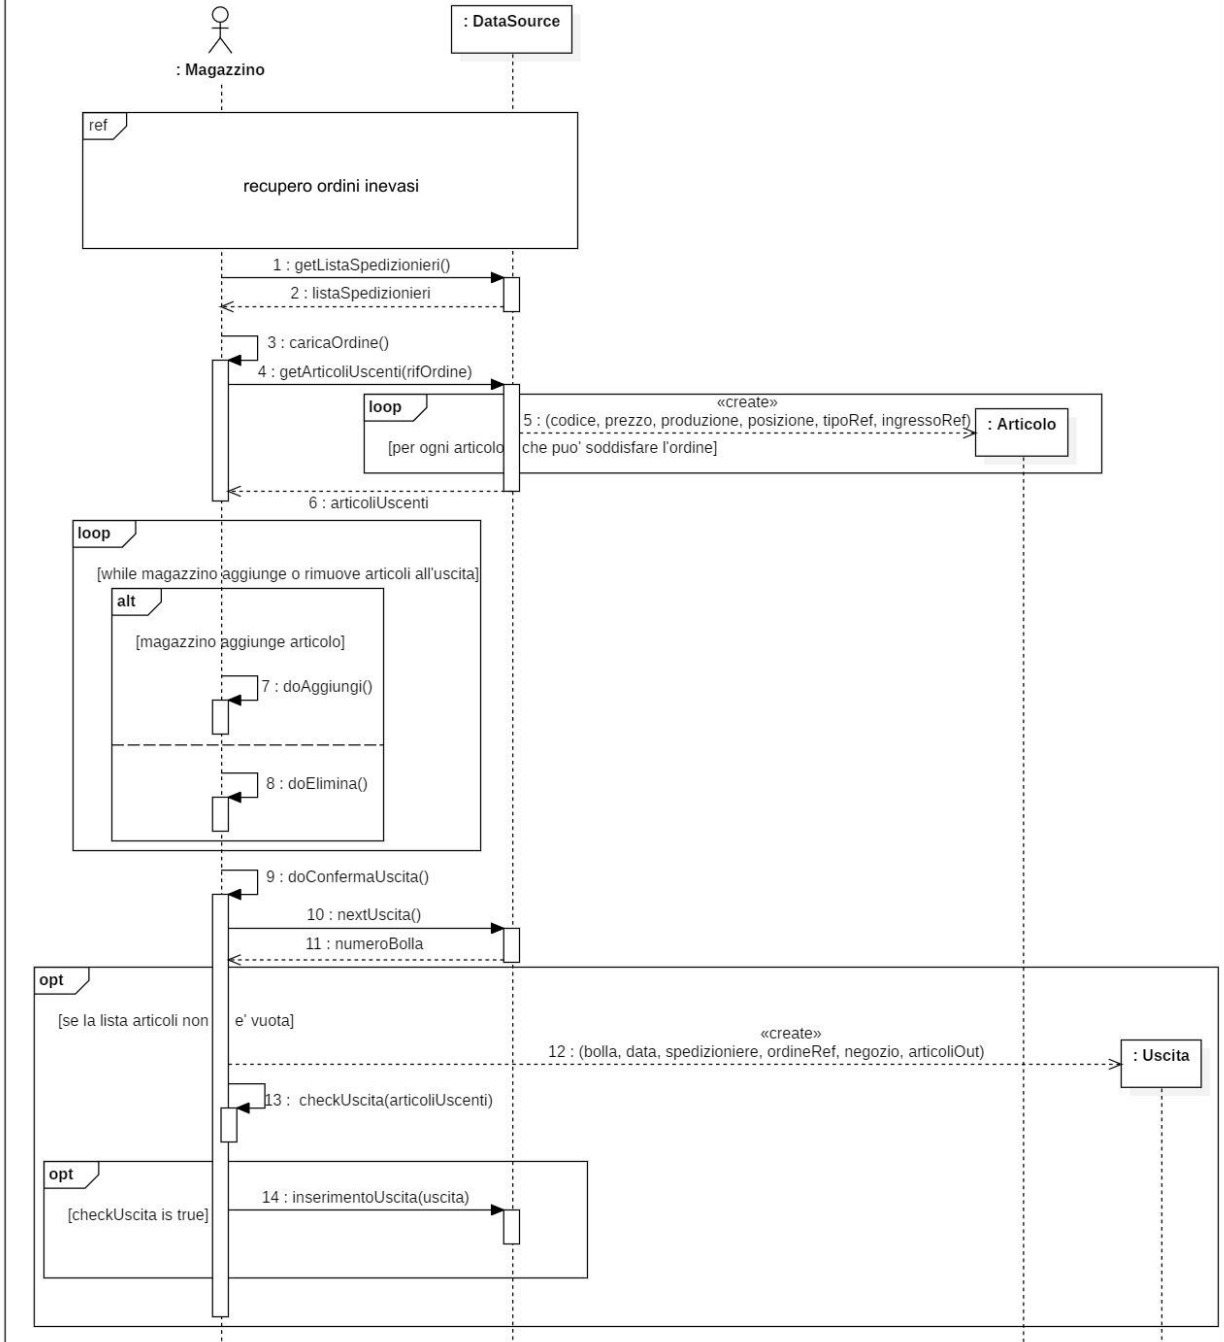 : DataSource
: Magazzino
ref
recupero ordini inevasi
1 : getListaSpedizionieri()
2 : listaSpedizionieri
3 : caricaOrdine()
4 : getArticoliUscenti(rifOrdine)
loop
«create»
5 : (codice, prezzo, produzione, posizione, tipoRef, ingressoRef)
: Articolo
[per ogni articolo che puo' soddisfare l'ordine]
6 : articoliUscenti
loop
[while magazzino aggiunge o rimuove articoli all'uscita]
alt
[magazzino aggiunge articolo]
7 : doAggiungi()
8 : doElimina()
9 : doConfermaUscita()
10 : nextUscita()
11 : numeroBolla
opt
[se la lista articoli non e' vuota]
«create»
12 : (bolla, data, spedizioniere, ordineRef, negozio, articoliOut)
: Uscita
13 : checkUscita(articoliUscenti)
opt
14 : inserimentoUscita(uscita)
[checkUscita is true]